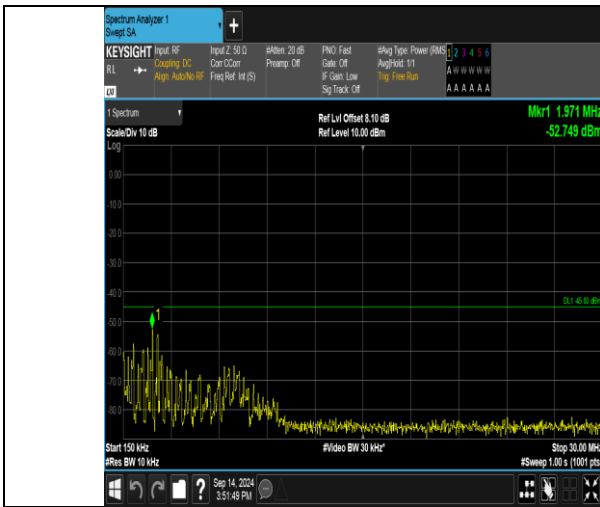 Spectrum Analyzer 1
Swept SA
+
KEYSIGHT Input: RF Input Z: 50 Ω #Atten: 20 dB PNO: Fast #Avg Type: Power (RMS 1 2 3 4 5 6
RL Coupling: DC Corr CCorr Preamp: Off Gate: Off Avg|Hold: 1/1 A W W W W W
Align: Auto/No RF Freq Ref: Int (S) IF Gain: Low Trig: Free Run
LXI Sig Track: Off A A A A A A
1 Spectrum Ref Lvl Offset 8.10 dB Mkr1 1.971 MHz
Scale/Div 10 dB Ref Level 10.00 dBm -52.749 dBm
Log
0.00
-10.0
-20.0
-30.0
-40.0
DL1 -45.00 dBm
-50.0
1
-60.0
-70.0
-80.0
Start 150 kHz #Video BW 30 kHz* Stop 30.00 MHz
#Res BW 10 kHz #Sweep 1.00 s (1001 pts
? Sep 14, 2024
3:51:49 PM